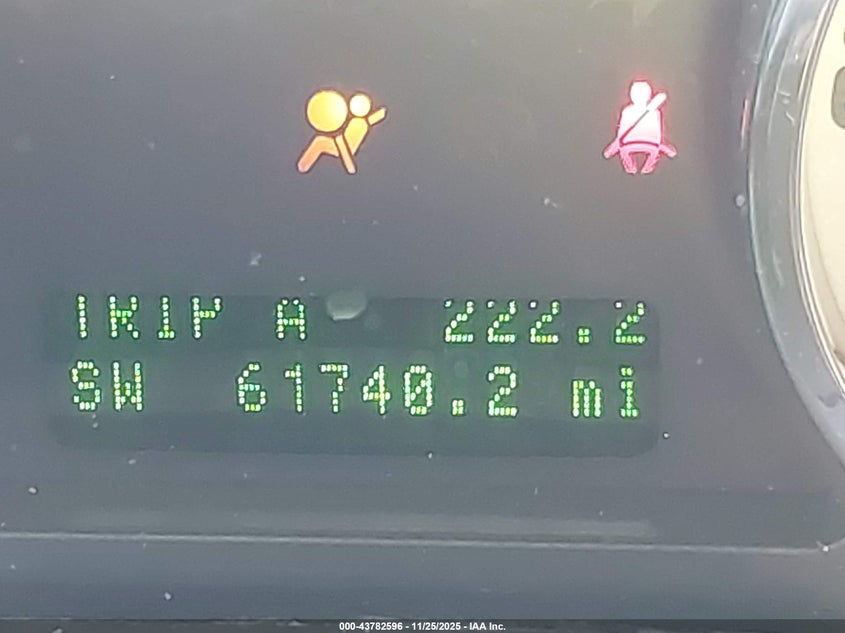 TRIP A 222.2
SW 61740.2 mi
000-43782596 - 11/25/2025 - IAA Inc.